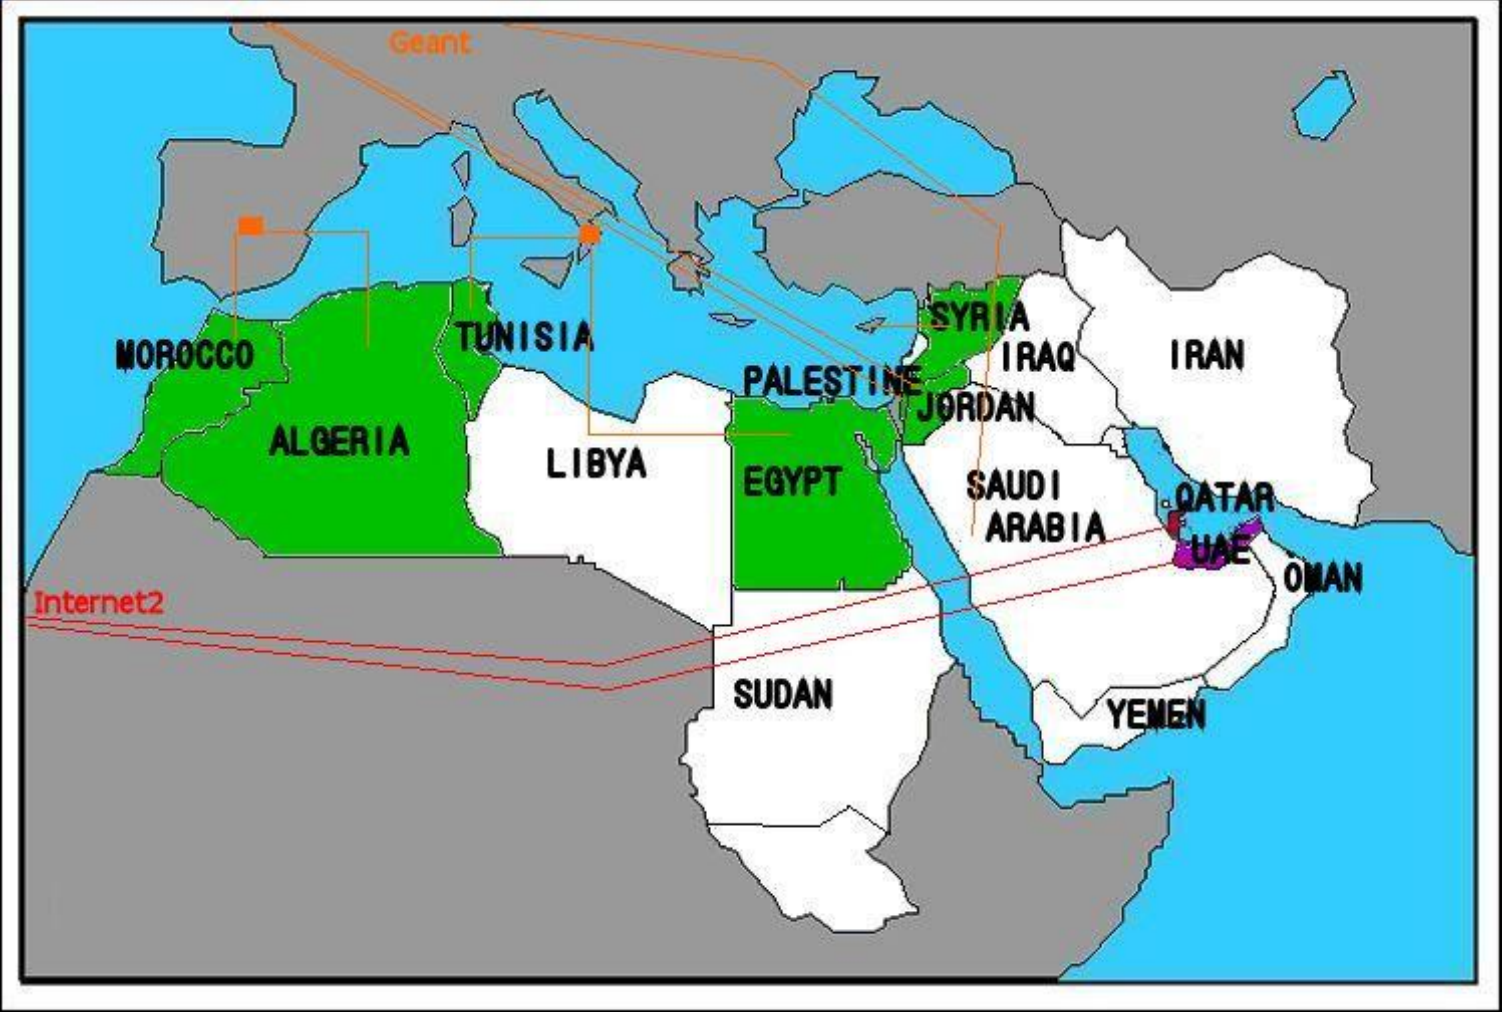 Geant
SYRIA
MOROCCO
TUNISIA
IRAQ
IRAN
PALESTINE
JORDAN
ALGERIA
LIBYA
EGYPT
SAUDI
ARABIA
QATAR
UAE
OMAN
Internet2
SUDAN
YEMEN